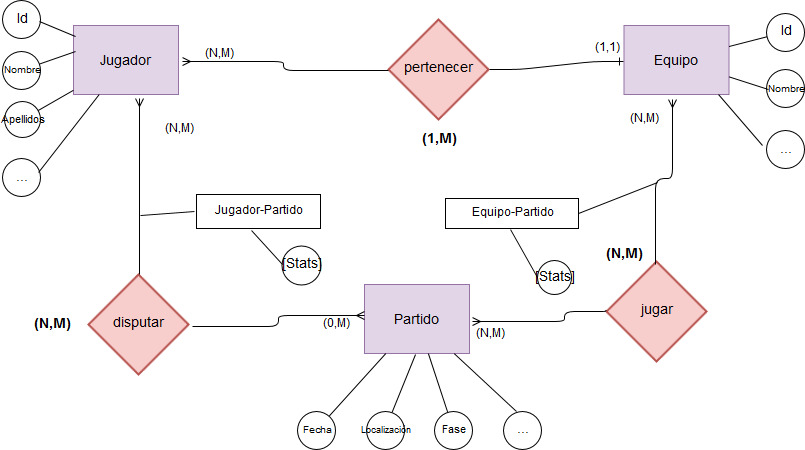 Id
Id
(N,M)
(1,1)
Jugador
pertenecer
Equipo
Nombre
Nombre
Apellidos
(N,M)
(N,M)
(1,M)
...
...
Jugador-Partido
Equipo-Partido
(N,M)
[Stats]
[Stats]
(N,M)
disputar
(0,M)
Partido
(N,M)
jugar
Fecha
Localización
Fase
...